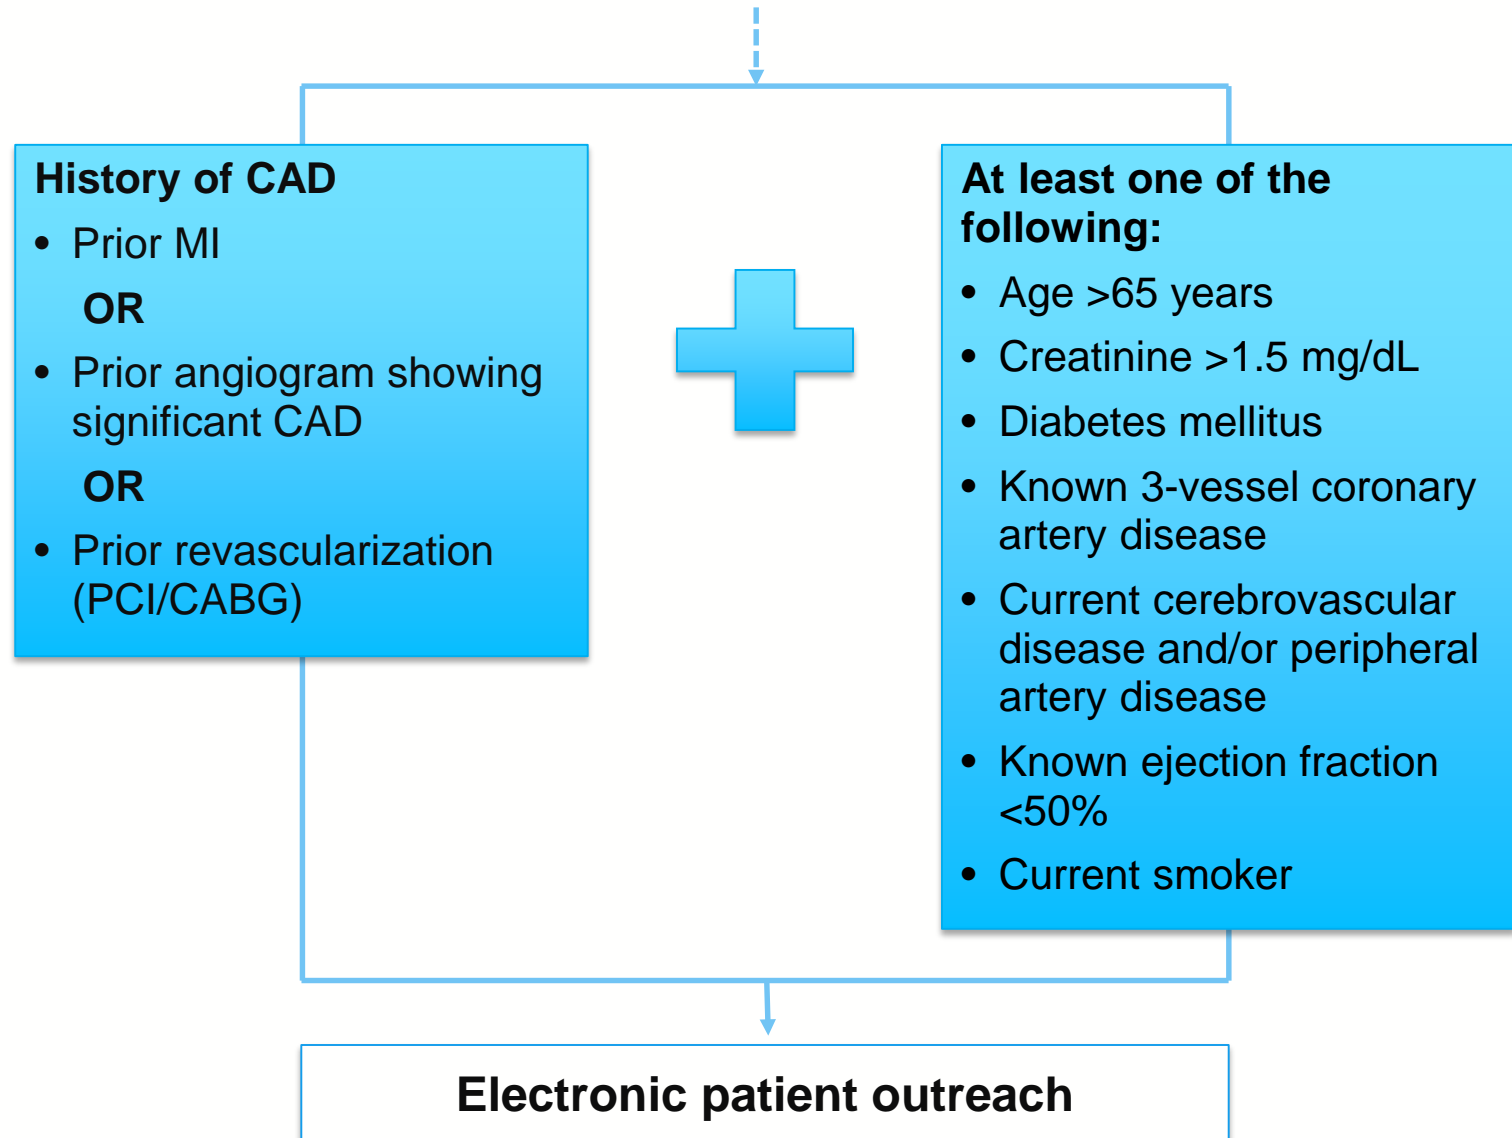 History of CAD
• Prior MI
OR
• Prior angiogram showing
significant CAD
OR
• Prior revascularization
(PCI/CABG)
At least one of the
following:
• Age >65 years
• Creatinine >1.5 mg/dL
• Diabetes mellitus
• Known 3-vessel coronary
artery disease
• Current cerebrovascular
disease and/or peripheral
artery disease
• Known ejection fraction
<50%
• Current smoker
Electronic patient outreach